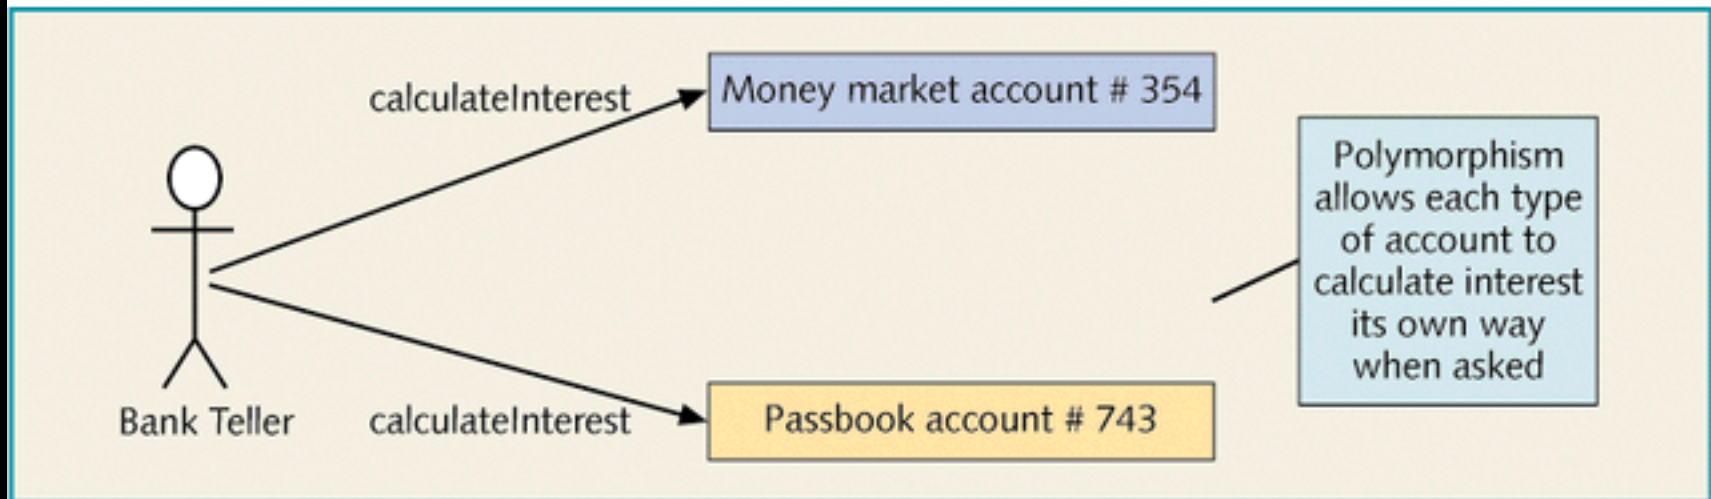 calculateInterest
Money market account # 354
Polymorphism
allows each type
of account to
calculate interest
its own way
when asked
Bank Teller
calculateInterest
Passbook account # 743